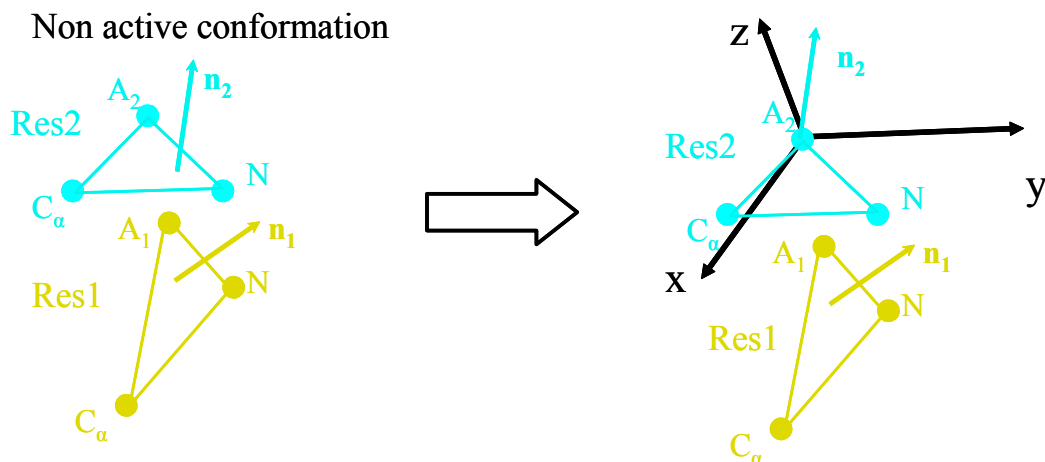 Non active conformation
A₂
n₂
Res2
N
Cα
A₁
n₁
Res1
N
Cα
z
n₂
A₂
Res2
y
N
Cα
x
A₁
n₁
N
Res1
Cα